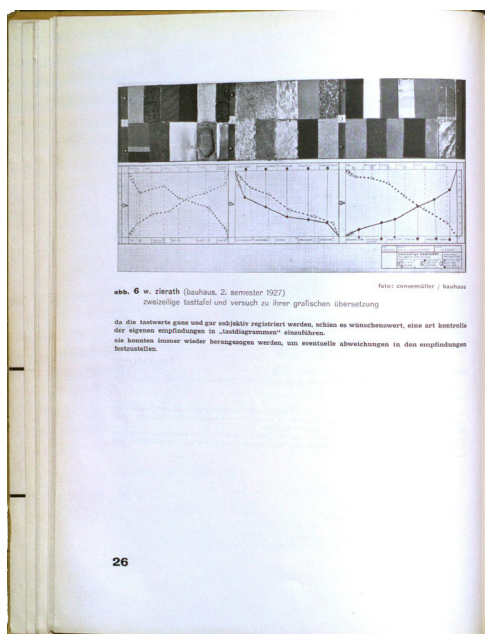 foto: consemüller / bauhaus
abb. 6 w. zierath (bauhaus, 2. semester 1927)
zweizeilige tasttafel und versuch zu ihrer grafischen übersetzung
da die tastwerte ganz und gar subjektiv registriert werden, schien es wünschenswert, eine art kontrolle
der eigenen empfindungen in „tastdiagrammen" einzuführen.
sie konnten immer wieder herangezogen werden, um eventuelle abweichungen in den empfindungen
festzustellen.
26